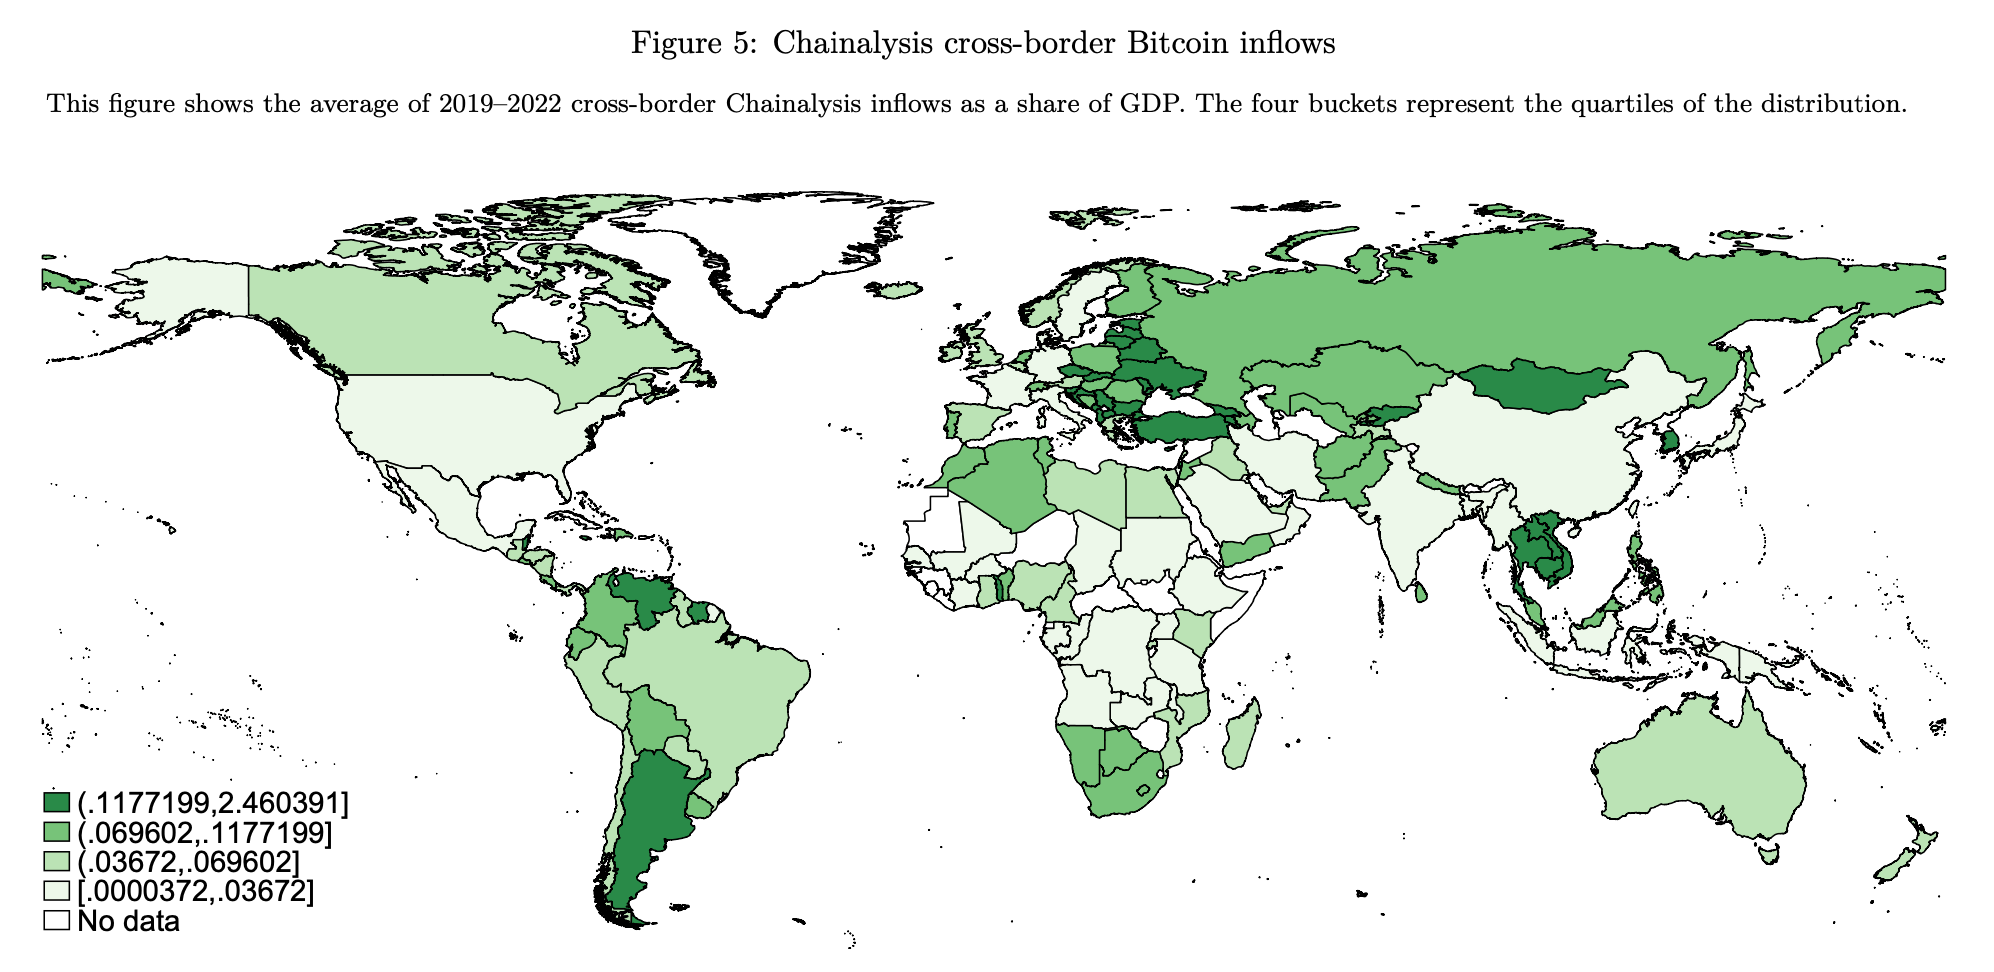 Figure 5: Chainalysis cross-border Bitcoin inflows
This figure shows the average of 2019–2022 cross-border Chainalysis inflows as a share of GDP. The four buckets represent the quartiles of the distribution.
(.1177199,2.460391]
(.069602,.1177199]
(.03672,.069602]
[.0000372,.03672]
No data